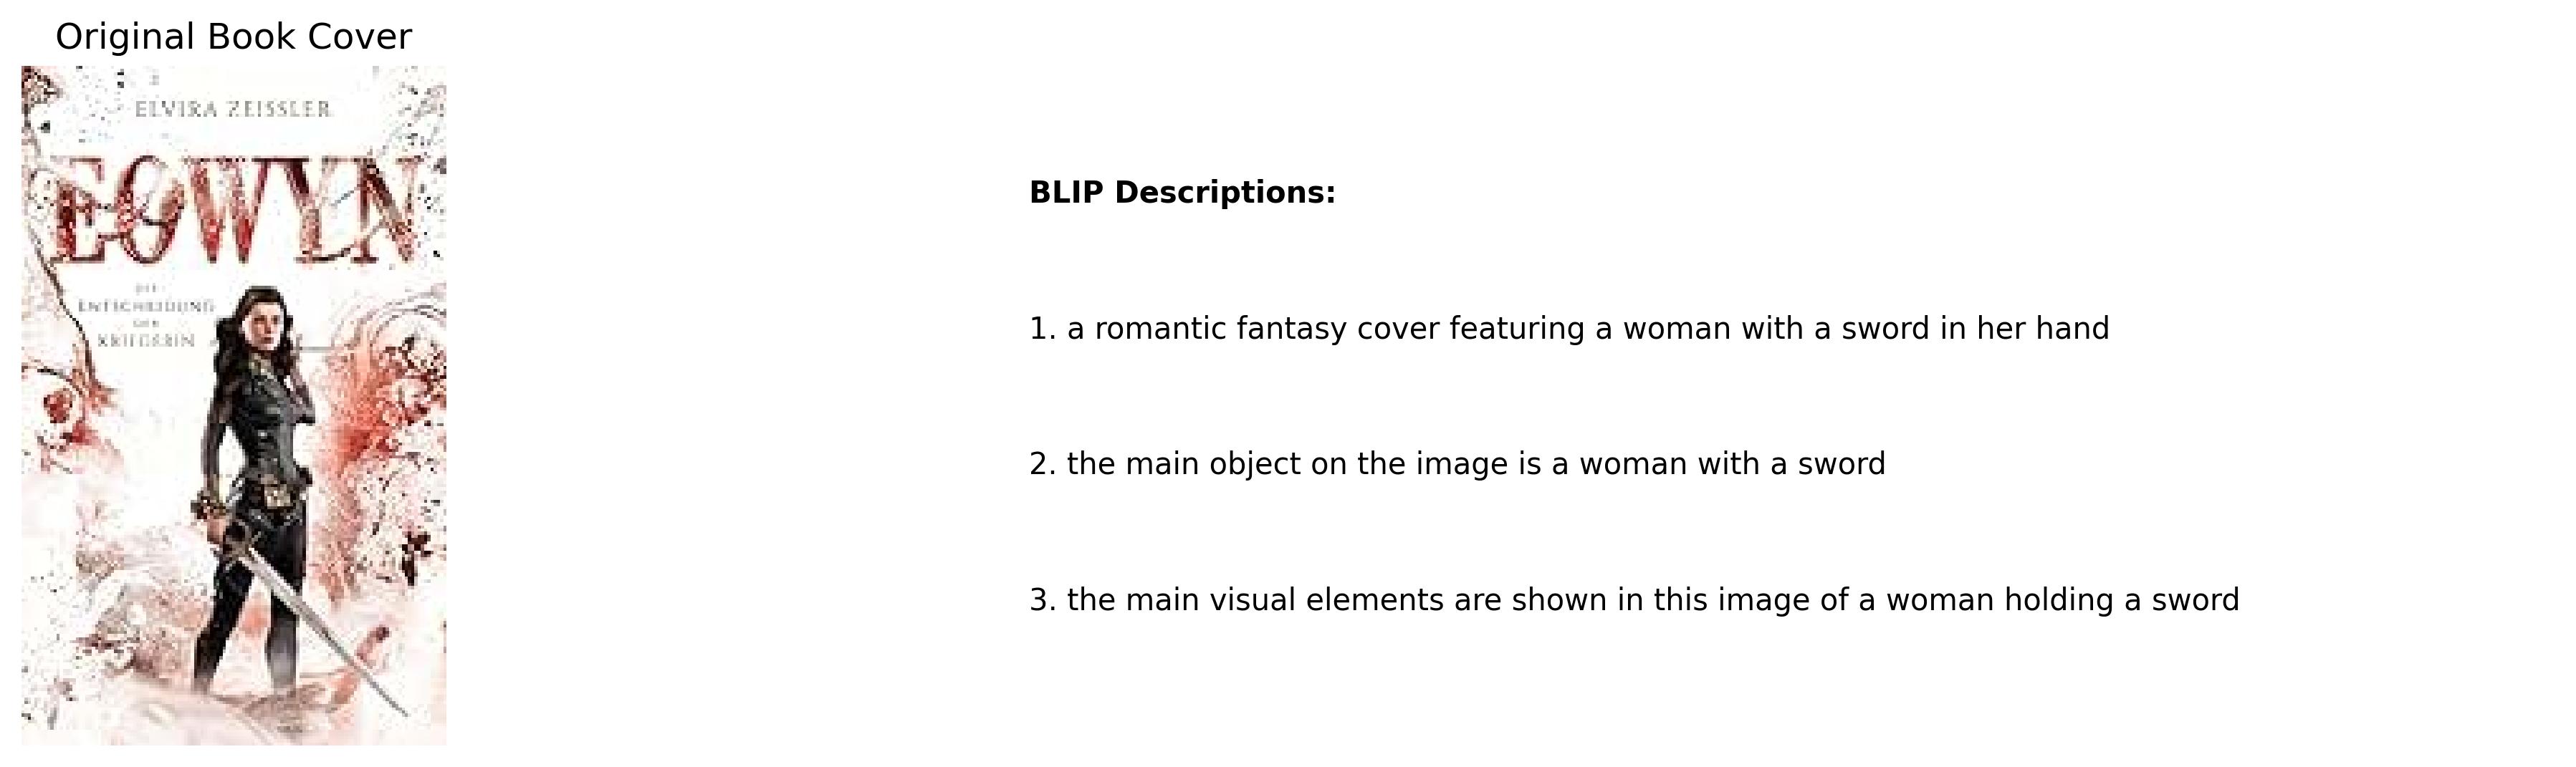 Original Book Cover
ELVIRA ZEISSLER
EOWYN
DIE
ENTSCHEIDUNG
DER
KRIEGERIN
BLIP Descriptions:
1. a romantic fantasy cover featuring a woman with a sword in her hand
2. the main object on the image is a woman with a sword
3. the main visual elements are shown in this image of a woman holding a sword